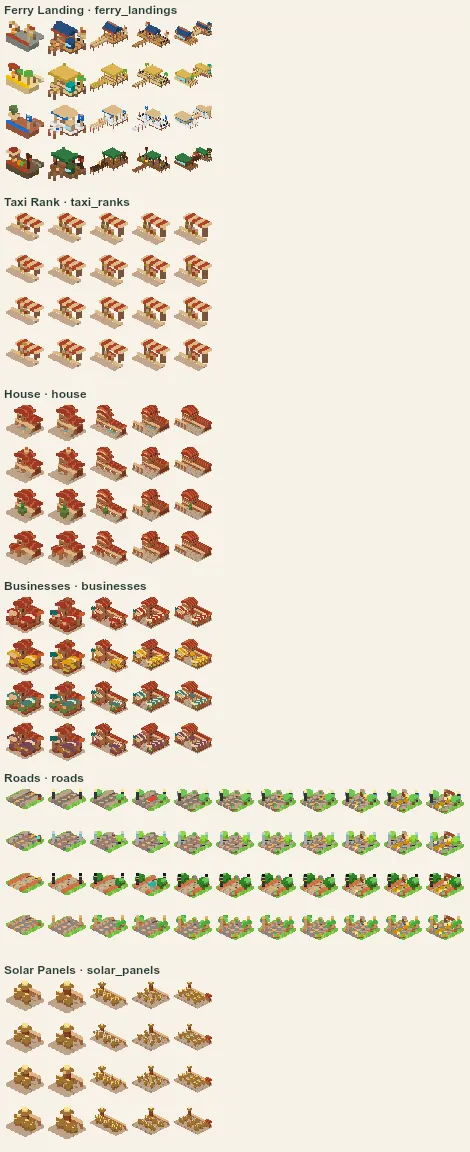 Ferry Landing · ferry_landings
Taxi Rank · taxi_ranks
House · house
Businesses · businesses
Roads · roads
Solar Panels · solar_panels